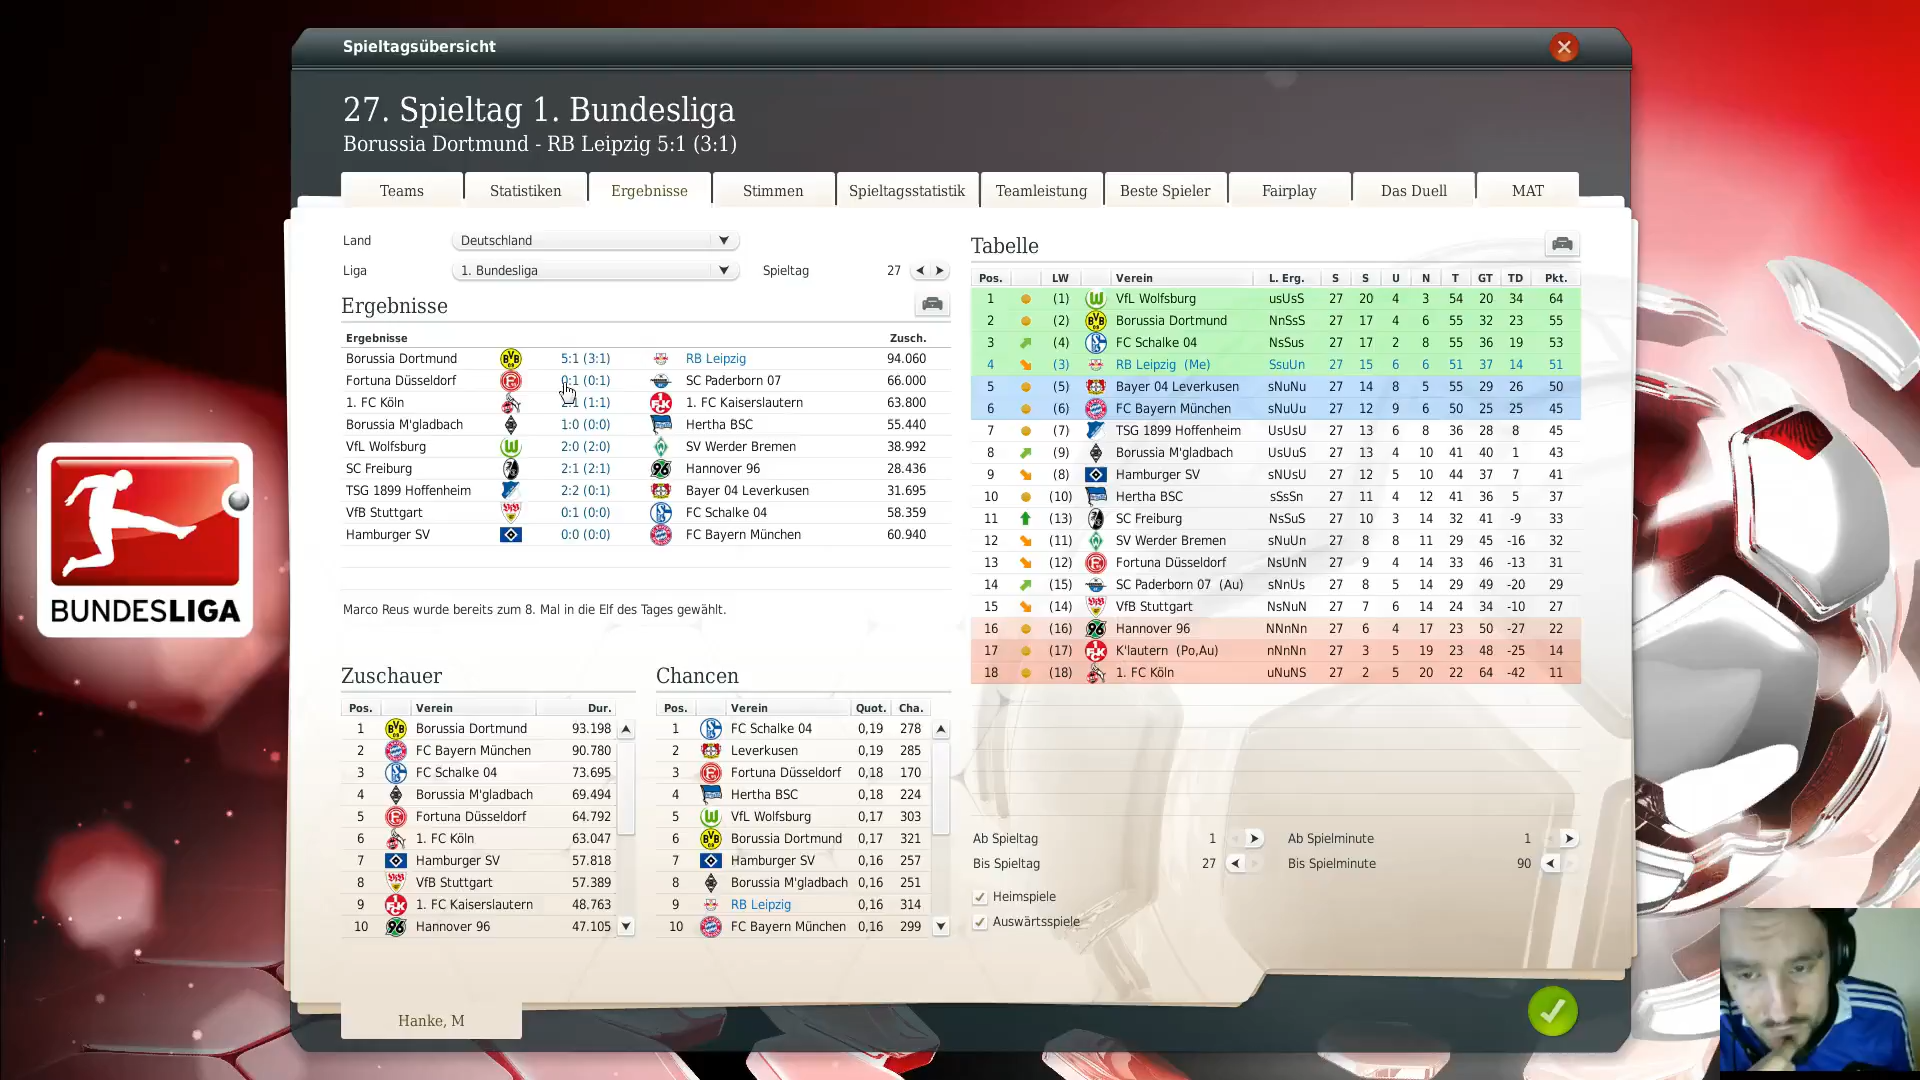 Spieltagsübersicht
27. Spieltag 1. Bundesliga
Borussia Dortmund - RB Leipzig 5:1 (3:1)
Teams Statistiken Ergebnisse Stimmen Spieltagsstatistik Teamleistung Beste Spieler Fairplay Das Duell MAT
Land Deutschland
Liga 1. Bundesliga Spieltag 27
Ergebnisse
Ergebnisse Zusch.
Borussia Dortmund 5:1 (3:1) RB Leipzig 94.060
Fortuna Düsseldorf 0:1 (0:1) SC Paderborn 07 66.000
1. FC Köln :1 (1:1) 1. FC Kaiserslautern 63.800
Borussia M'gladbach 1:0 (0:0) Hertha BSC 55.440
VfL Wolfsburg 2:0 (2:0) SV Werder Bremen 38.992
SC Freiburg 2:1 (2:1) Hannover 96 28.436
TSG 1899 Hoffenheim 2:2 (0:1) Bayer 04 Leverkusen 31.695
VfB Stuttgart 0:1 (0:0) FC Schalke 04 58.359
Hamburger SV 0:0 (0:0) FC Bayern München 60.940
Marco Reus wurde bereits zum 8. Mal in die Elf des Tages gewählt.
Zuschauer
Pos. Verein Dur.
1 Borussia Dortmund 93.198
2 FC Bayern München 90.780
3 FC Schalke 04 73.695
4 Borussia M'gladbach 69.494
5 Fortuna Düsseldorf 64.792
6 1. FC Köln 63.047
7 Hamburger SV 57.818
8 VfB Stuttgart 57.389
9 1. FC Kaiserslautern 48.763
10 Hannover 96 47.105
Chancen
Pos. Verein Quot. Cha.
1 FC Schalke 04 0,19 278
2 Leverkusen 0,19 285
3 Fortuna Düsseldorf 0,18 170
4 Hertha BSC 0,18 224
5 VfL Wolfsburg 0,17 303
6 Borussia Dortmund 0,17 321
7 Hamburger SV 0,16 257
8 Borussia M'gladbach 0,16 251
9 RB Leipzig 0,16 314
10 FC Bayern München 0,16 299
Tabelle
Pos. LW Verein L. Erg. S S U N T GT TD Pkt.
1 (1) VfL Wolfsburg usUsS 27 20 4 3 54 20 34 64
2 (2) Borussia Dortmund NnSsS 27 17 4 6 55 32 23 55
3 (4) FC Schalke 04 NsSus 27 17 2 8 55 36 19 53
4 (3) RB Leipzig (Me) SsuUn 27 15 6 6 51 37 14 51
5 (5) Bayer 04 Leverkusen sNuNu 27 14 8 5 55 29 26 50
6 (6) FC Bayern München sNuUu 27 12 9 6 50 25 25 45
7 (7) TSG 1899 Hoffenheim UsUsU 27 13 6 8 36 28 8 45
8 (9) Borussia M'gladbach UsUuS 27 13 4 10 41 40 1 43
9 (8) Hamburger SV sNUsU 27 12 5 10 44 37 7 41
10 (10) Hertha BSC sSsSn 27 11 4 12 41 36 5 37
11 (13) SC Freiburg NsSuS 27 10 3 14 32 41 -9 33
12 (11) SV Werder Bremen sNuUn 27 8 8 11 29 45 -16 32
13 (12) Fortuna Düsseldorf NsUnN 27 9 4 14 33 46 -13 31
14 (15) SC Paderborn 07 (Au) sNnUs 27 8 5 14 29 49 -20 29
15 (14) VfB Stuttgart NsNuN 27 7 6 14 24 34 -10 27
16 (16) Hannover 96 NNnNn 27 6 4 17 23 50 -27 22
17 (17) K'lautern (Po,Au) nNnNn 27 3 5 19 23 48 -25 14
18 (18) 1. FC Köln uNuNS 27 2 5 20 22 64 -42 11
Ab Spieltag 1 Ab Spielminute 1
Bis Spieltag 27 Bis Spielminute 90
Heimspiele
Auswärtsspiele
Hanke, M
BUNDESLIGA